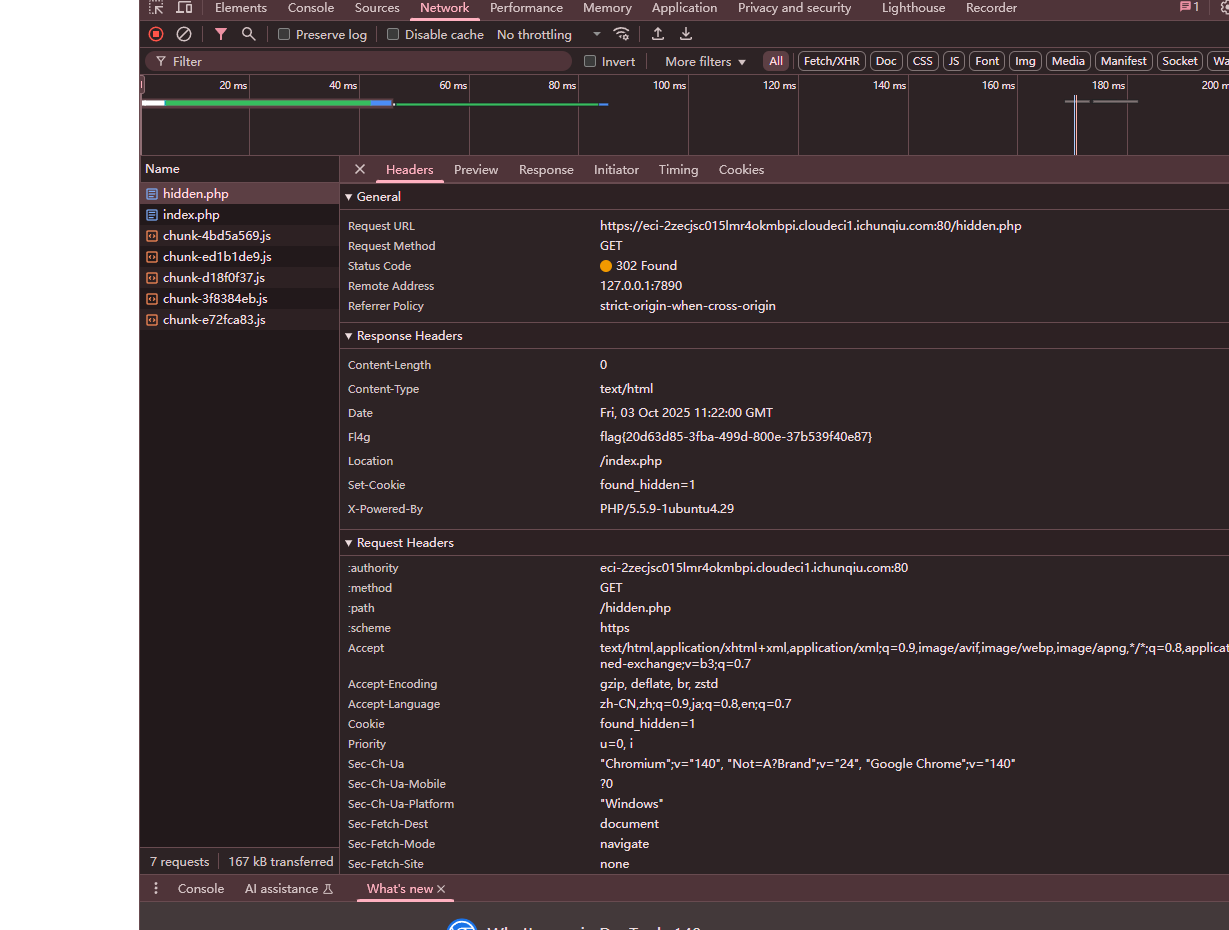 Elements Console Sources Network Performance Memory Application Privacy and security Lighthouse Recorder 1
Preserve log Disable cache No throttling
Filter Invert More filters All Fetch/XHR Doc CSS JS Font Img Media Manifest Socket Wa
20 ms 40 ms 60 ms 80 ms 100 ms 120 ms 140 ms 160 ms 180 ms 200 m
Name
hidden.php
index.php
chunk-4bd5a569.js
chunk-ed1b1de9.js
chunk-d18f0f37.js
chunk-3f8384eb.js
chunk-e72fca83.js
Headers Preview Response Initiator Timing Cookies
General
Request URL https://eci-2zecjsc015lmr4okmbpi.cloudeci1.ichunqiu.com:80/hidden.php
Request Method GET
Status Code 302 Found
Remote Address 127.0.0.1:7890
Referrer Policy strict-origin-when-cross-origin
Response Headers
Content-Length 0
Content-Type text/html
Date Fri, 03 Oct 2025 11:22:00 GMT
Fl4g flag{20d63d85-3fba-499d-800e-37b539f40e87}
Location /index.php
Set-Cookie found_hidden=1
X-Powered-By PHP/5.5.9-1ubuntu4.29
Request Headers
:authority eci-2zecjsc015lmr4okmbpi.cloudeci1.ichunqiu.com:80
:method GET
:path /hidden.php
:scheme https
Accept text/html,application/xhtml+xml,application/xml;q=0.9,image/avif,image/webp,image/apng,*/*;q=0.8,applicat
ned-exchange;v=b3;q=0.7
Accept-Encoding gzip, deflate, br, zstd
Accept-Language zh-CN,zh;q=0.9,ja;q=0.8,en;q=0.7
Cookie found_hidden=1
Priority u=0, i
Sec-Ch-Ua "Chromium";v="140", "Not=A?Brand";v="24", "Google Chrome";v="140"
Sec-Ch-Ua-Mobile ?0
Sec-Ch-Ua-Platform "Windows"
Sec-Fetch-Dest document
Sec-Fetch-Mode navigate
Sec-Fetch-Site none
7 requests 167 kB transferred
Console AI assistance What's new